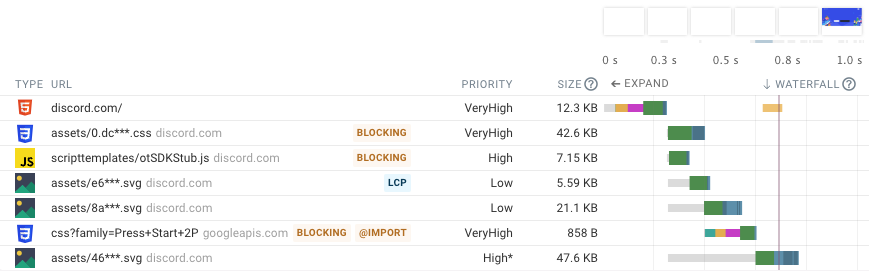 0 s 0.3 s 0.5 s 0.8 s 1.0 s
TYPE URL PRIORITY SIZE ? ← EXPAND ↓ WATERFALL ?
5 discord.com/ VeryHigh 12.3 KB
3 assets/0.dc***.css discord.com BLOCKING VeryHigh 42.6 KB
JS scripttemplates/otSDKStub.js discord.com BLOCKING High 7.15 KB
assets/e6***.svg discord.com LCP Low 5.59 KB
assets/8a***.svg discord.com Low 21.1 KB
3 css?family=Press+Start+2P googleapis.com BLOCKING @IMPORT VeryHigh 858 B
assets/46***.svg discord.com High* 47.6 KB